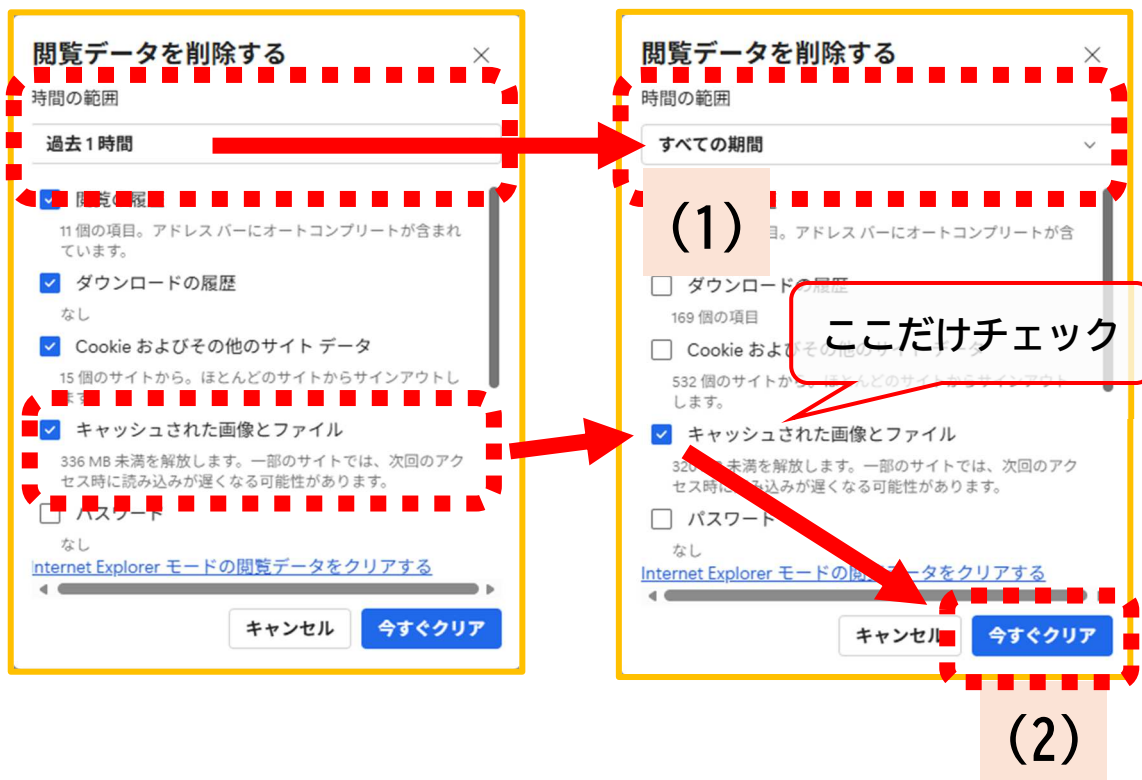 閲覧データを削除する
時間の範囲
過去1時間
閲覧の履歴
11 個の項目。アドレス バーにオートコンプリートが含まれ
ています。
ダウンロードの履歴
なし
Cookie およびその他のサイト データ
15 個のサイトから。ほとんどのサイトからサインアウトし
ます
キャッシュされた画像とファイル
336 MB 未満を解放します。一部のサイトでは、次回のアク
セス時に読み込みが遅くなる可能性があります。
パスワード
なし
Internet Explorer モードの閲覧データをクリアする
キャンセル
今すぐクリア
閲覧データを削除する
時間の範囲
すべての期間
(1)
目。アドレス バーにオートコンプリートが含
ダウンロードの履歴
169 個の項目
ここだけチェック
Cookie およびその他のサイト データ
532 個のサイトから。ほとんどのサイトからサインアウト
します。
キャッシュされた画像とファイル
320 未満を解放します。一部のサイトでは、次回のアク
セス時に読み込みが遅くなる可能性があります。
パスワード
なし
Internet Explorer モードの閲覧データをクリアする
キャンセル
今すぐクリア
(2)